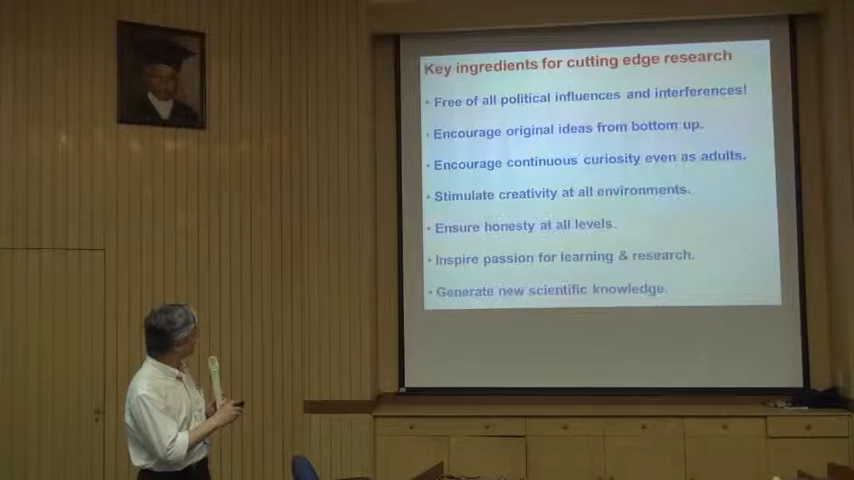 Key ingredients for cutting edge research
• Free of all political influences and interferences!
• Encourage original ideas from bottom up.
• Encourage continuous curiosity even as adults.
• Stimulate creativity at all environments.
• Ensure honesty at all levels.
• Inspire passion for learning & research.
• Generate new scientific knowledge.